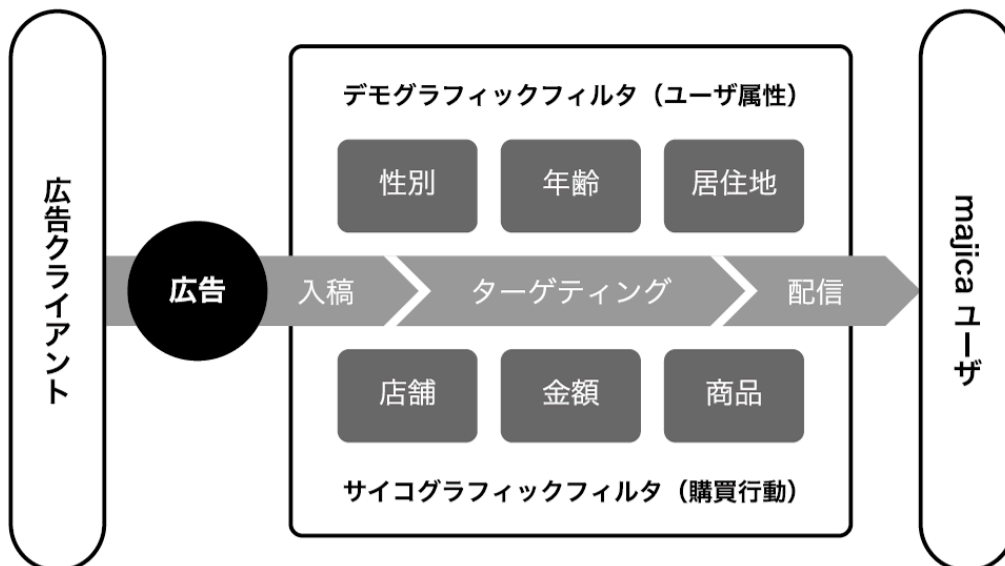 広告クライアント
デモグラフィックフィルタ（ユーザ属性）
性別
年齢
居住地
広告
入稿
ターゲティング
配信
店舗
金額
商品
サイコグラフィックフィルタ（購買行動）
majica ユーザ